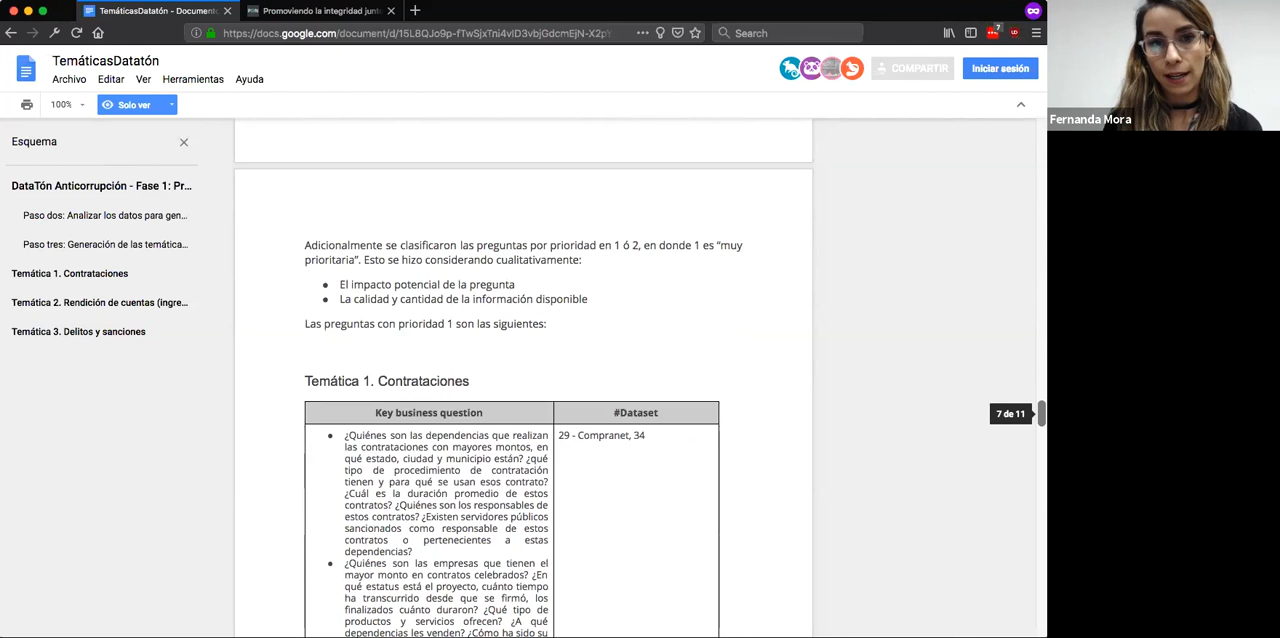 TemáticasDatatón - Documento
Promoviendo la integridad junt
https://docs.google.com/document/d/15L8QJo9p-fTwSjxTni4vlD3vbjGdcmEjN-X2pY
Search
7
TemáticasDatatón
Archivo Editar Ver Herramientas Ayuda
COMPARTIR
Iniciar sesión
100%
Solo ver
Fernanda Mora
Esquema
DataTón Anticorrupción - Fase 1: Pr...
Paso dos: Analizar los datos para gen...
Paso tres: Generación de las temática...
Temática 1. Contrataciones
Temática 2. Rendición de cuentas (ingre...
Temática 3. Delitos y sanciones
Adicionalmente se clasificaron las preguntas por prioridad en 1 ó 2, en donde 1 es “muy
prioritaria”. Esto se hizo considerando cualitativamente:
● El impacto potencial de la pregunta
● La calidad y cantidad de la información disponible
Las preguntas con prioridad 1 son las siguientes:
Temática 1. Contrataciones
Key business question #Dataset
● ¿Quiénes son las dependencias que realizan
las contrataciones con mayores montos, en
qué estado, ciudad y municipio están? ¿qué
tipo de procedimiento de contratación
tienen y para qué se usan esos contrato?
¿Cuál es la duración promedio de estos
contratos? ¿Quiénes son los responsables de
estos contratos? ¿Existen servidores públicos
sancionados como responsable de estos
contratos o pertenecientes a estas
dependencias?
29 - Compranet, 34
● ¿Quiénes son las empresas que tienen el
mayor monto en contratos celebrados? ¿En
qué estatus está el proyecto, cuánto tiempo
ha transcurrido desde que se firmó, los
finalizados cuánto duraron? ¿Qué tipo de
productos y servicios ofrecen? ¿A qué
dependencias les venden? ¿Cómo ha sido su
7 de 11